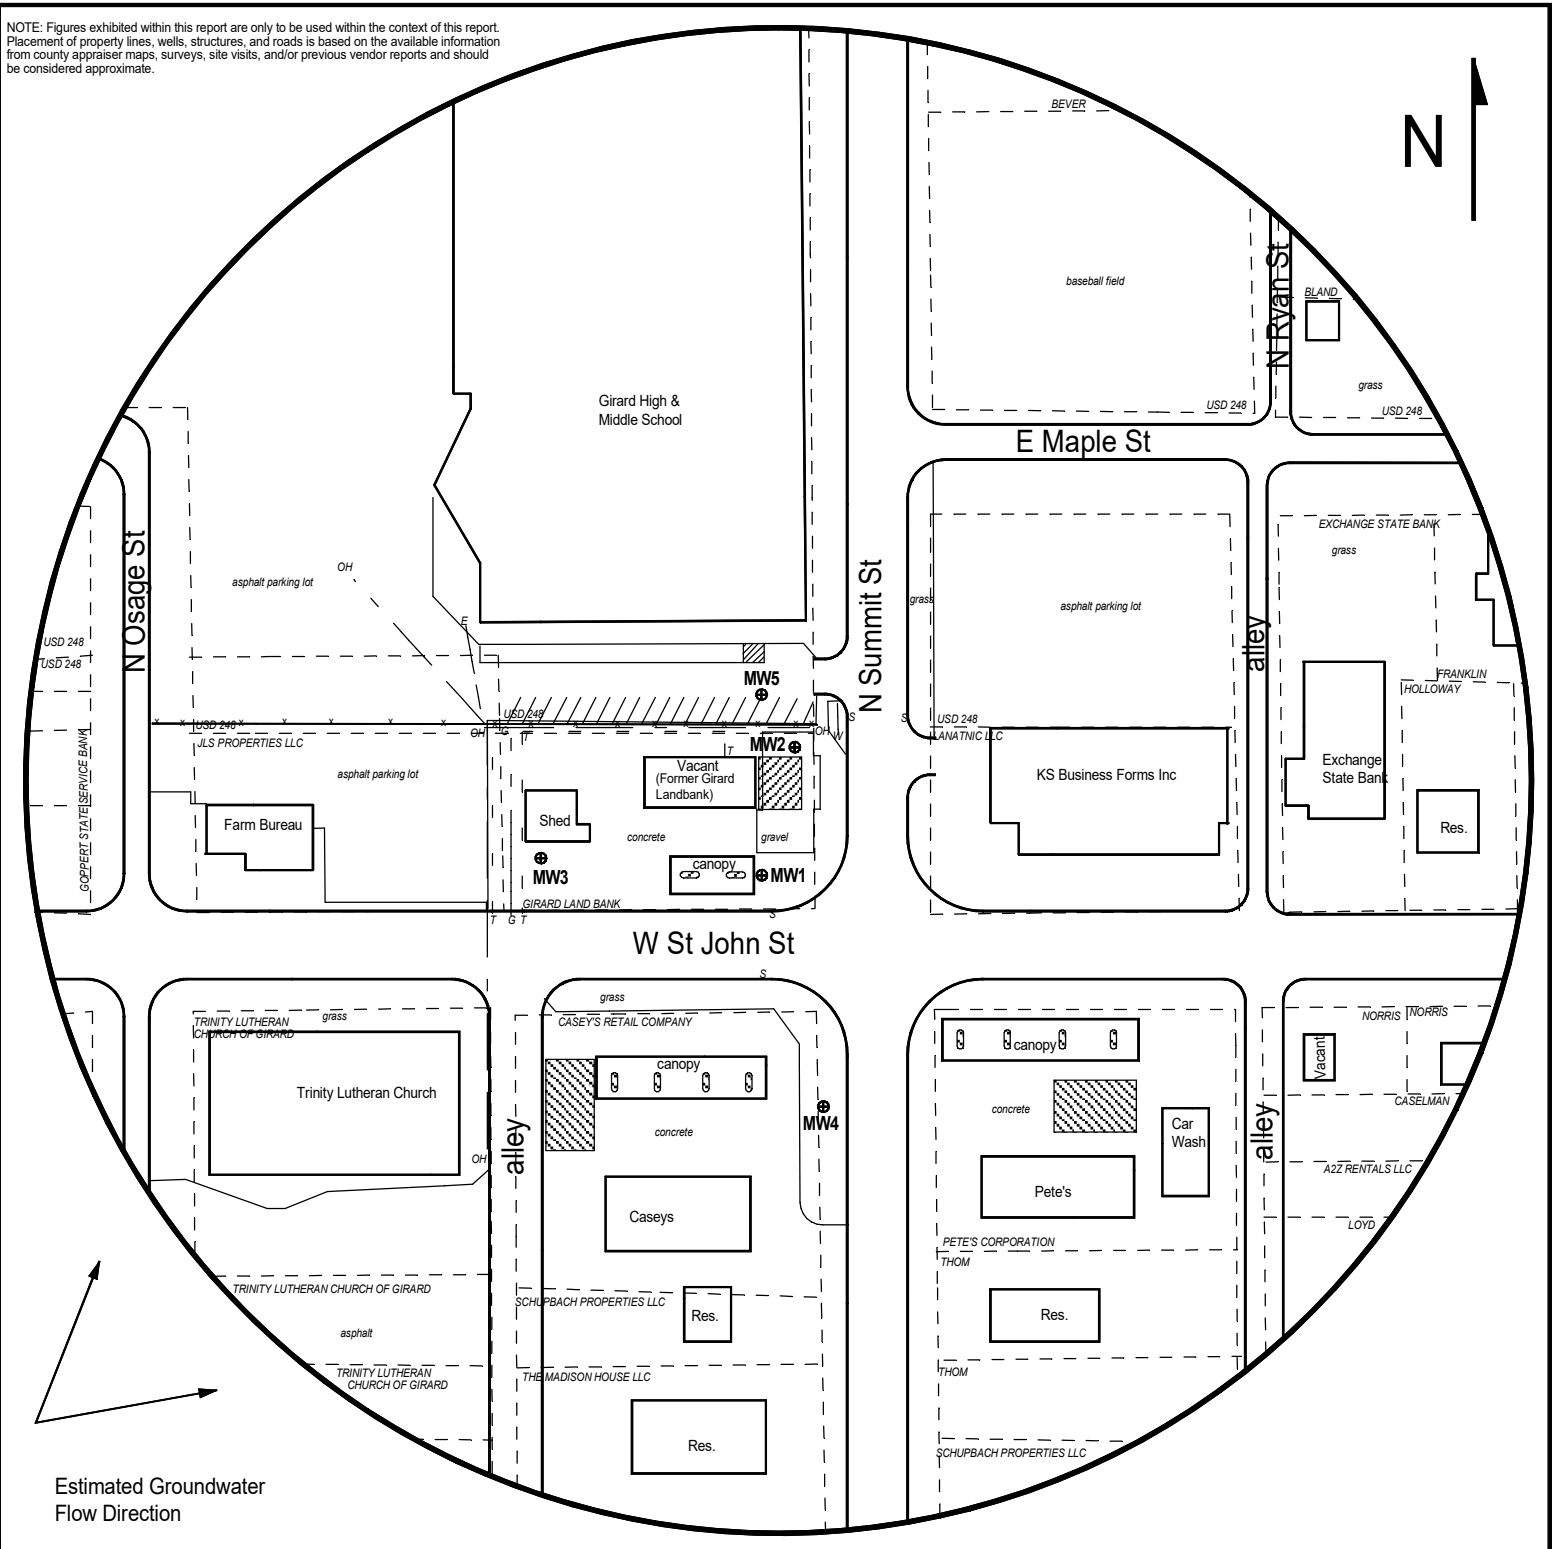 NOTE: Figures exhibited within this report are only to be used within the context of this report.
Placement of property lines, wells, structures, and roads is based on the available information
from county appraiser maps, surveys, site visits, and/or previous vendor reports and should
be considered approximate.
N
BEVER
baseball field
N Ryan St
BLAND
grass
USD 248
USD 248
Girard High &
Middle School
E Maple St
N Osage St
asphalt parking lot
OH
E
N Summit St
grass
asphalt parking lot
alley
EXCHANGE STATE BANK
grass
USD 248
USD 248
FRANKLIN
HOLLOWAY
MW5
USD 248
USD 248
S
S
USD 248
JLS PROPERTIES LLC
OH
G
T
T
MW2
OH
W
asphalt parking lot
Vacant
(Former Girard
Landbank)
KS Business Forms Inc
Exchange
State Bank
GOPPERT STATE SERVICE BANK
Farm Bureau
Shed
concrete
gravel
Res.
canopy
MW3
MW1
GIRARD LAND BANK
T
G
T
S
W St John St
S
grass
TRINITY LUTHERAN
CHURCH OF GIRARD
grass
CASEY'S RETAIL COMPANY
NORRIS
NORRIS
canopy
canopy
Vacant
Trinity Lutheran Church
alley
concrete
MW4
concrete
Car
Wash
alley
CASELMAN
OH
A2Z RENTALS LLC
Caseys
Pete's
LOYD
PETE'S CORPORATION
THOM
TRINITY LUTHERAN CHURCH OF GIRARD
SCHUPBACH PROPERTIES LLC
Res.
Res.
asphalt
TRINITY LUTHERAN
CHURCH OF GIRARD
THE MADISON HOUSE LLC
THOM
Res.
SCHUPBACH PROPERTIES LLC
Estimated Groundwater
Flow Direction